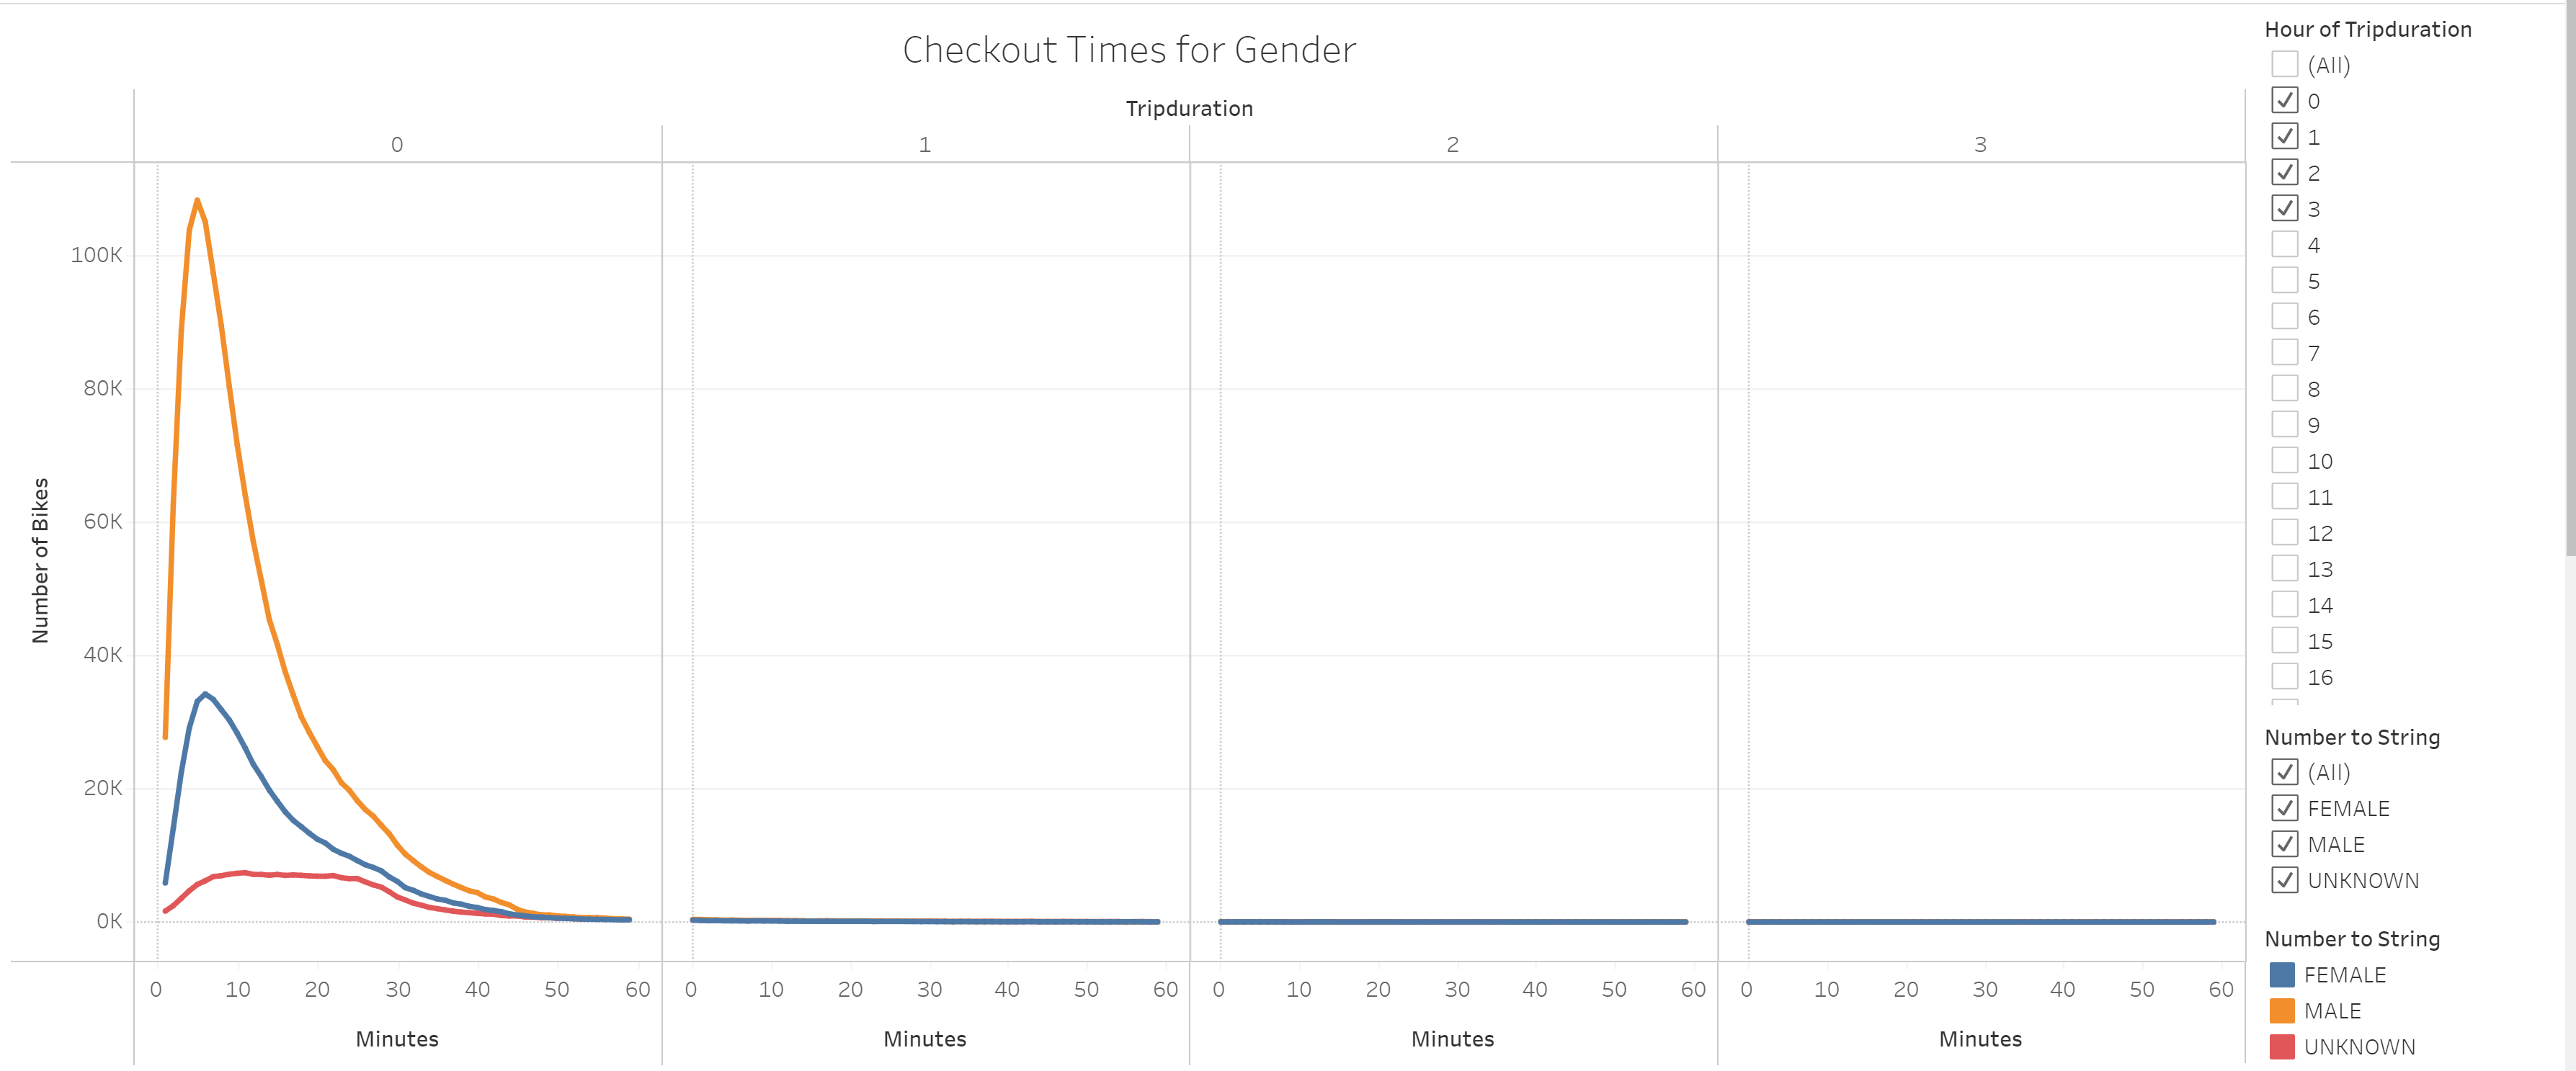 Checkout Times for Gender
Tripduration
0 1 2 3
Number of Bikes
100K
80K
60K
40K
20K
0K
0 10 20 30 40 50 60 0 10 20 30 40 50 60 0 10 20 30 40 50 60 0 10 20 30 40 50 60
Minutes Minutes Minutes Minutes
Hour of Tripduration
(All)
0
1
2
3
4
5
6
7
8
9
10
11
12
13
14
15
16
Number to String
(All)
FEMALE
MALE
UNKNOWN
Number to String
FEMALE
MALE
UNKNOWN